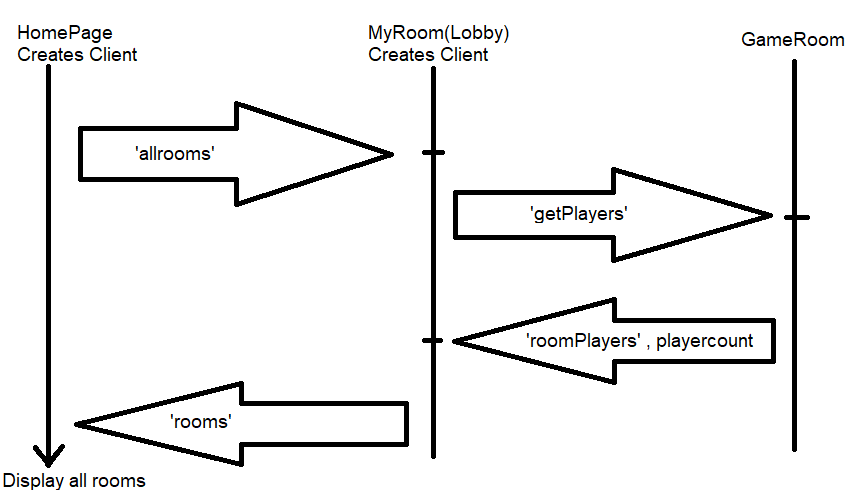 HomePage
Creates Client
MyRoom(Lobby)
Creates Client
GameRoom
'allrooms'
'getPlayers'
'roomPlayers' , playercount
'rooms'
Display all rooms